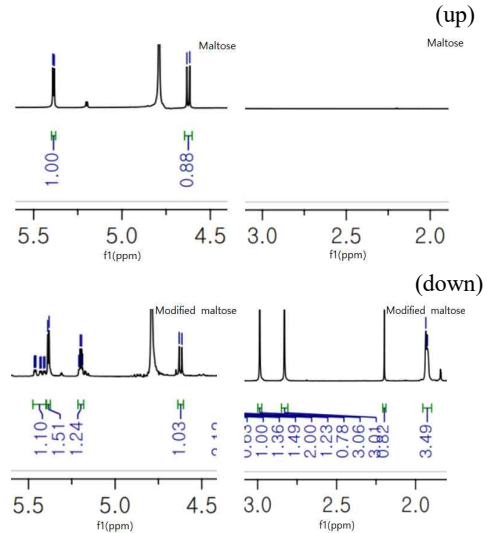 (up)
Maltose
Maltose
1.00
0.88
5.5 5.0 4.5
f1(ppm)
3.0 2.5 2.0
f1(ppm)
(down)
Modified maltose
Modified maltose
1.10
1.51
1.24
1.03
1.00
1.36
1.49
2.00
1.23
0.78
3.06
3.01
0.82
3.49
5.5 5.0 4.5
f1(ppm)
3.0 2.5 2.0
f1(ppm)